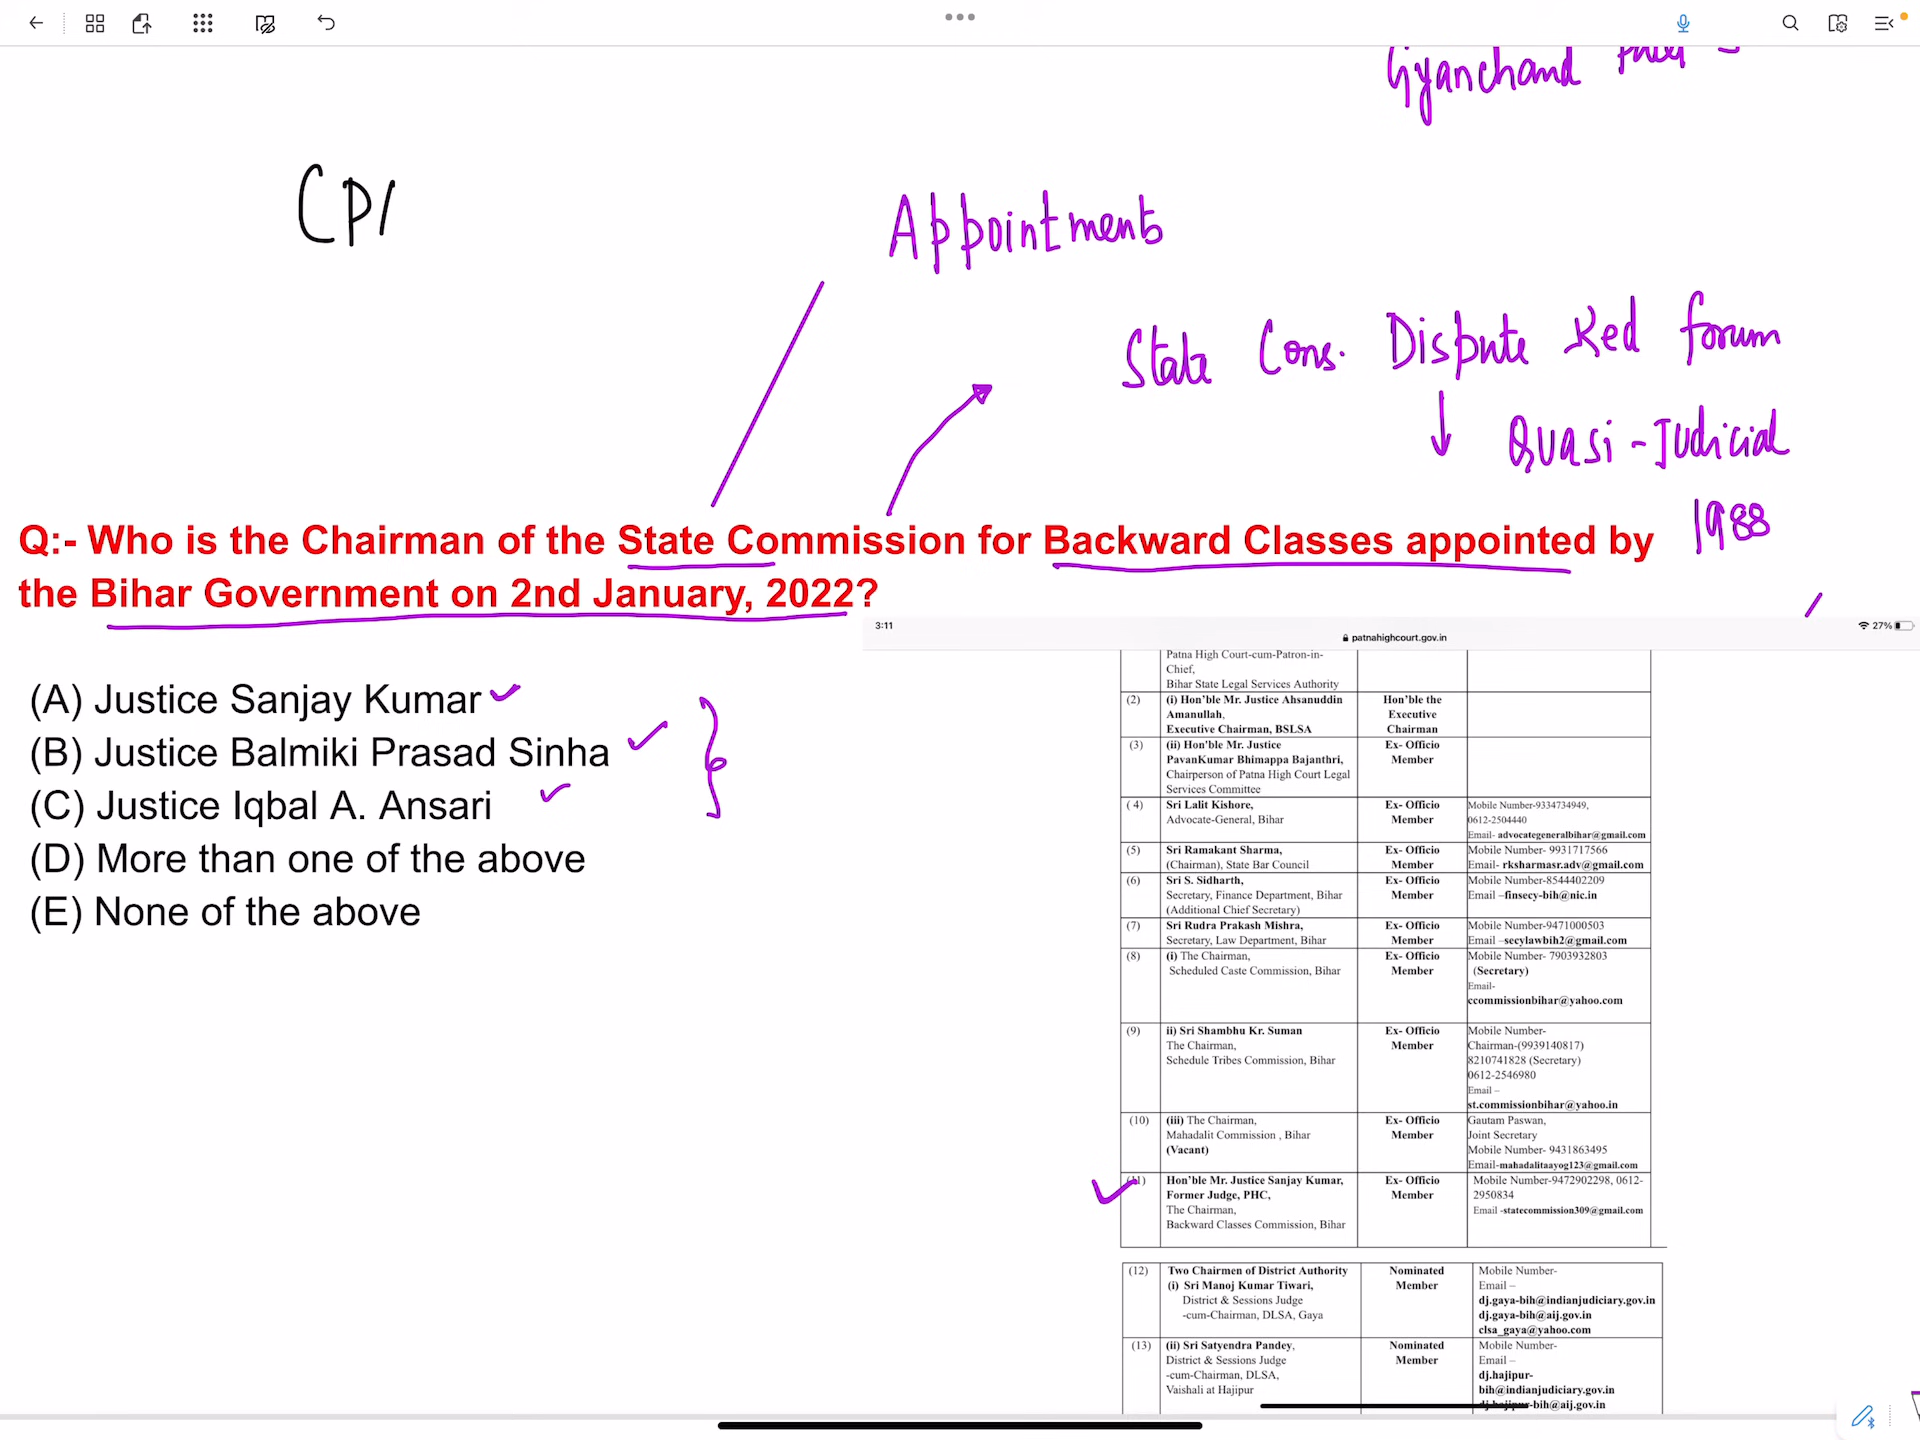 Gyanchand
CPI
Appointments
State Cons. Dispute Red forum
Quasi-Judicial
1988
Q:- Who is the Chairman of the State Commission for Backward Classes appointed by
the Bihar Government on 2nd January, 2022?
(A) Justice Sanjay Kumar
(B) Justice Balmiki Prasad Sinha
(C) Justice Iqbal A. Ansari
(D) More than one of the above
(E) None of the above
3:11
27%
patnahighcourt.gov.in
Patna High Court-cum-Patron-in-
Chief,
Bihar State Legal Services Authority
(2) (i) Hon'ble Mr. Justice Ahsanuddin Hon'ble the
Amanullah, Executive
Executive Chairman, BSLSA Chairman
(3) (ii) Hon'ble Mr. Justice Ex- Officio
PavanKumar Bhimappa Bajanthri, Member
Chairperson of Patna High Court Legal
Services Committee
( 4) Sri Lalit Kishore, Ex- Officio Mobile Number-9334734949,
Advocate-General, Bihar Member 0612-2504440
Email- advocategeneralbihar@gmail.com
(5) Sri Ramakant Sharma, Ex- Officio Mobile Number- 9931717566
(Chairman), State Bar Council Member Email- rksharmasr.adv@gmail.com
(6) Sri S. Sidharth, Ex- Officio Mobile Number-8544402209
Secretary, Finance Department, Bihar Member Email –finsecy-bih@nic.in
(Additional Chief Secretary)
(7) Sri Rudra Prakash Mishra, Ex- Officio Mobile Number-9471000503
Secretary, Law Department, Bihar Member Email –secylawbih2@gmail.com
(8) (i) The Chairman, Ex- Officio Mobile Number- 7903932803
Scheduled Caste Commission, Bihar Member (Secretary)
Email-
ccommissionbihar@yahoo.com
(9) ii) Sri Shambhu Kr. Suman Ex- Officio Mobile Number-
The Chairman, Member Chairman-(9939140817)
Schedule Tribes Commission, Bihar 8210741828 (Secretary)
0612-2546980
Email –
st.commissionbihar@yahoo.in
(10) (iii) The Chairman, Ex- Officio Gautam Paswan,
Mahadalit Commission , Bihar Member Joint Secretary
(Vacant) Mobile Number- 9431863495
Email-mahadalitaayog123@gmail.com
(11) Hon'ble Mr. Justice Sanjay Kumar, Ex- Officio Mobile Number-9472902298, 0612-
Former Judge, PHC, Member 2950834
The Chairman, Email -statecommission309@gmail.com
Backward Classes Commission, Bihar
(12) Two Chairmen of District Authority Nominated Mobile Number-
(i) Sri Manoj Kumar Tiwari, Member Email –
District & Sessions Judge dj.gaya-bih@indianjudiciary.gov.in
-cum-Chairman, DLSA, Gaya dj.gaya-bih@aij.gov.in
clsa_gaya@yahoo.com
(13) (ii) Sri Satyendra Pandey, Nominated Mobile Number-
District & Sessions Judge Member Email –
-cum-Chairman, DLSA, dj.hajipur-
Vaishali at Hajipur bih@indianjudiciary.gov.in
dj.hajipur-bih@aij.gov.in